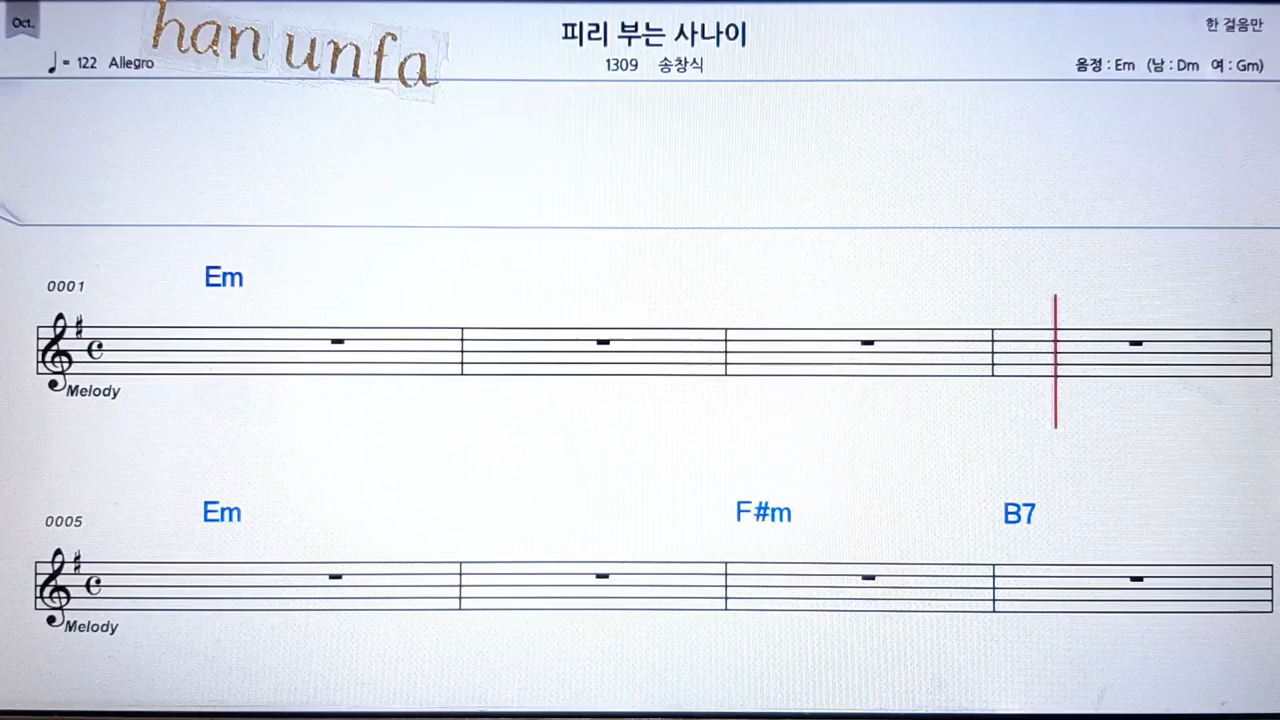 Oct.
han unfa
피리 부는 사나이
한 걸음만
♩ = 122 Allegro
1309 송창식
음정 : Em (남 : Dm 여 : Gm)
0001
Em
Melody
0005
Em F#m B7
Melody